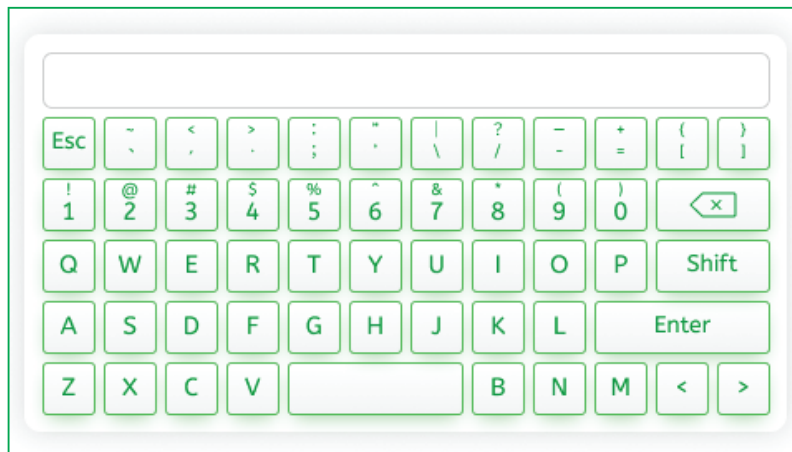 Esc ~ < > : " | ? — + { }
` , . ; ' \ / - = [ ]
! @ # $ % ^ & * ( )
1 2 3 4 5 6 7 8 9 0
Q W E R T Y U I O P Shift
A S D F G H J K L Enter
Z X C V B N M < >